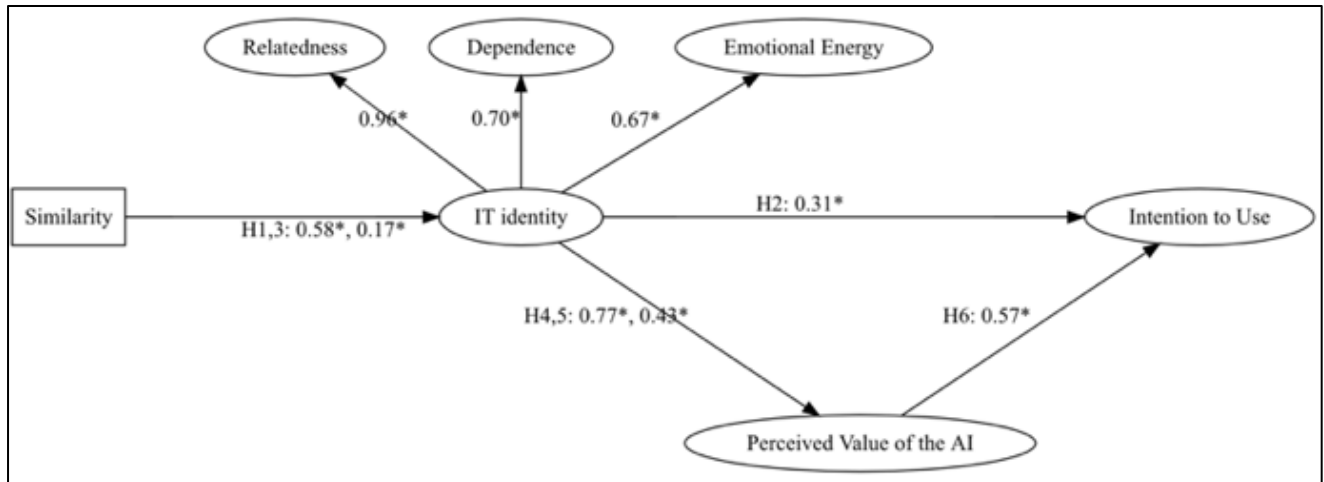 Relatedness
Dependence
Emotional Energy
0.96*
0.70*
0.67*
Similarity
H1,3: 0.58*, 0.17*
IT identity
H2: 0.31*
Intention to Use
H4,5: 0.77*, 0.43*
H6: 0.57*
Perceived Value of the AI